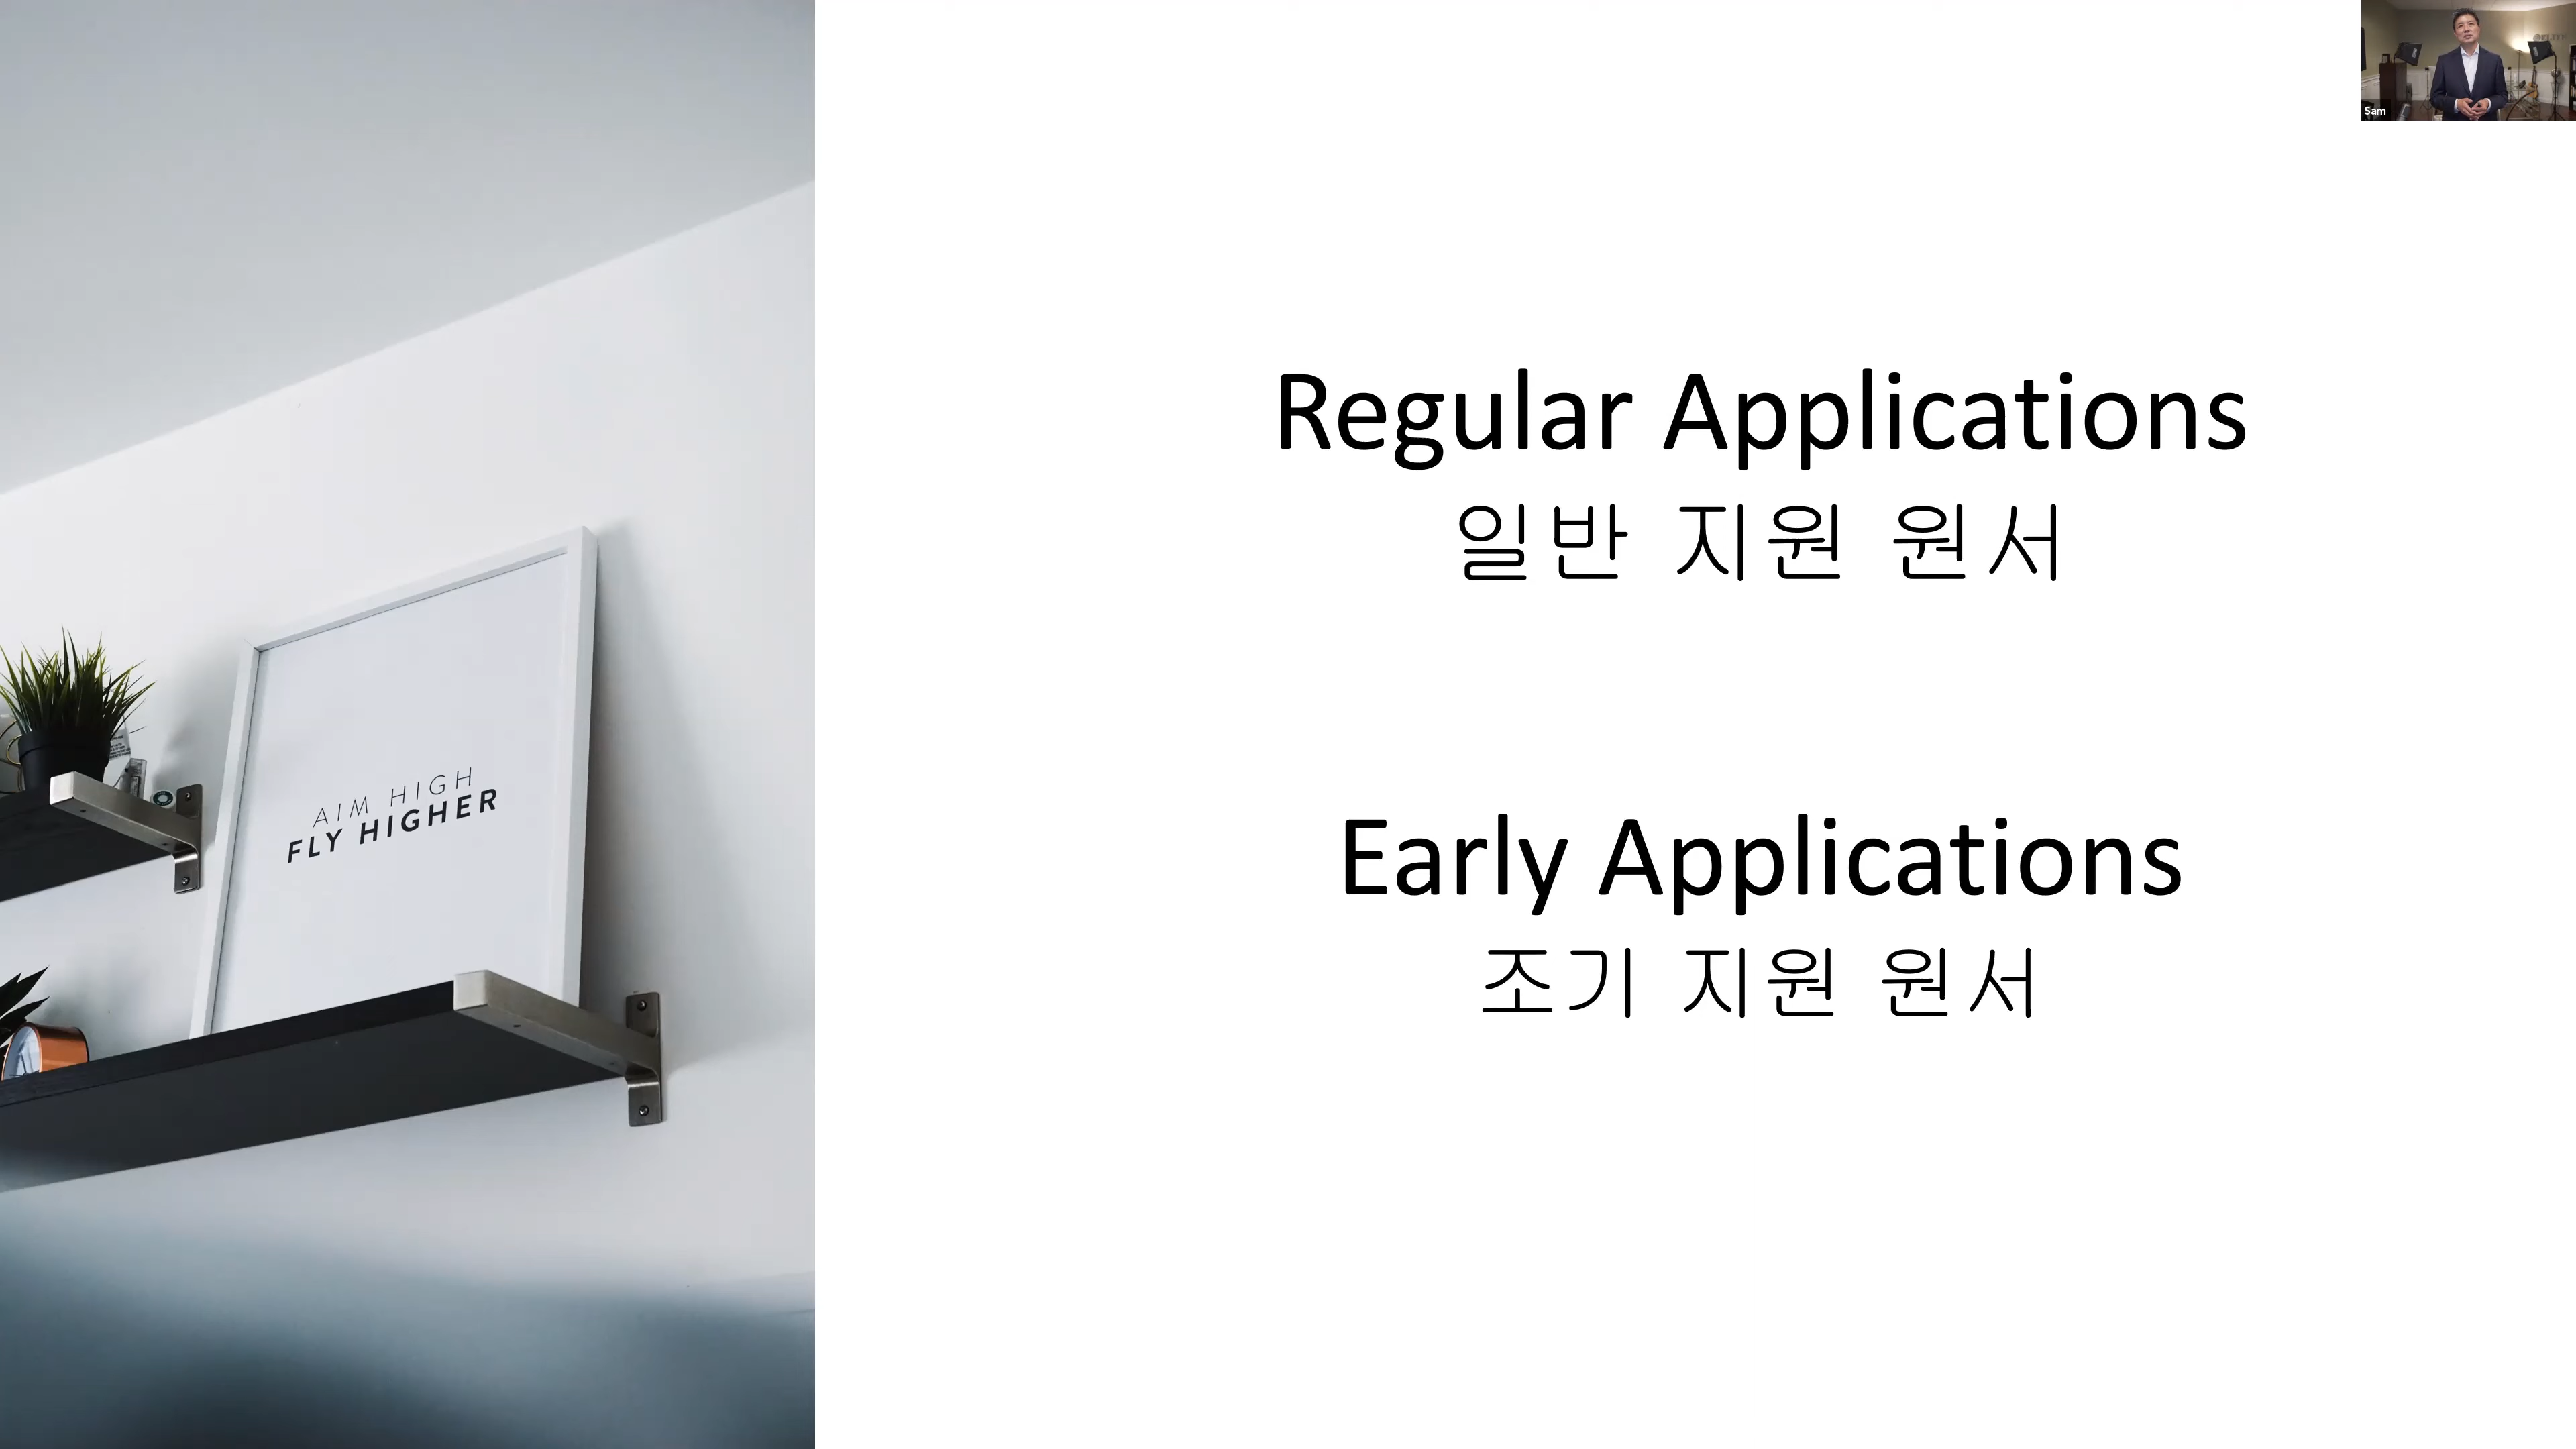 AIM HIGH
FLY HIGHER
Regular Applications
일반 지원 원서
Early Applications
조기 지원 원서
Sam